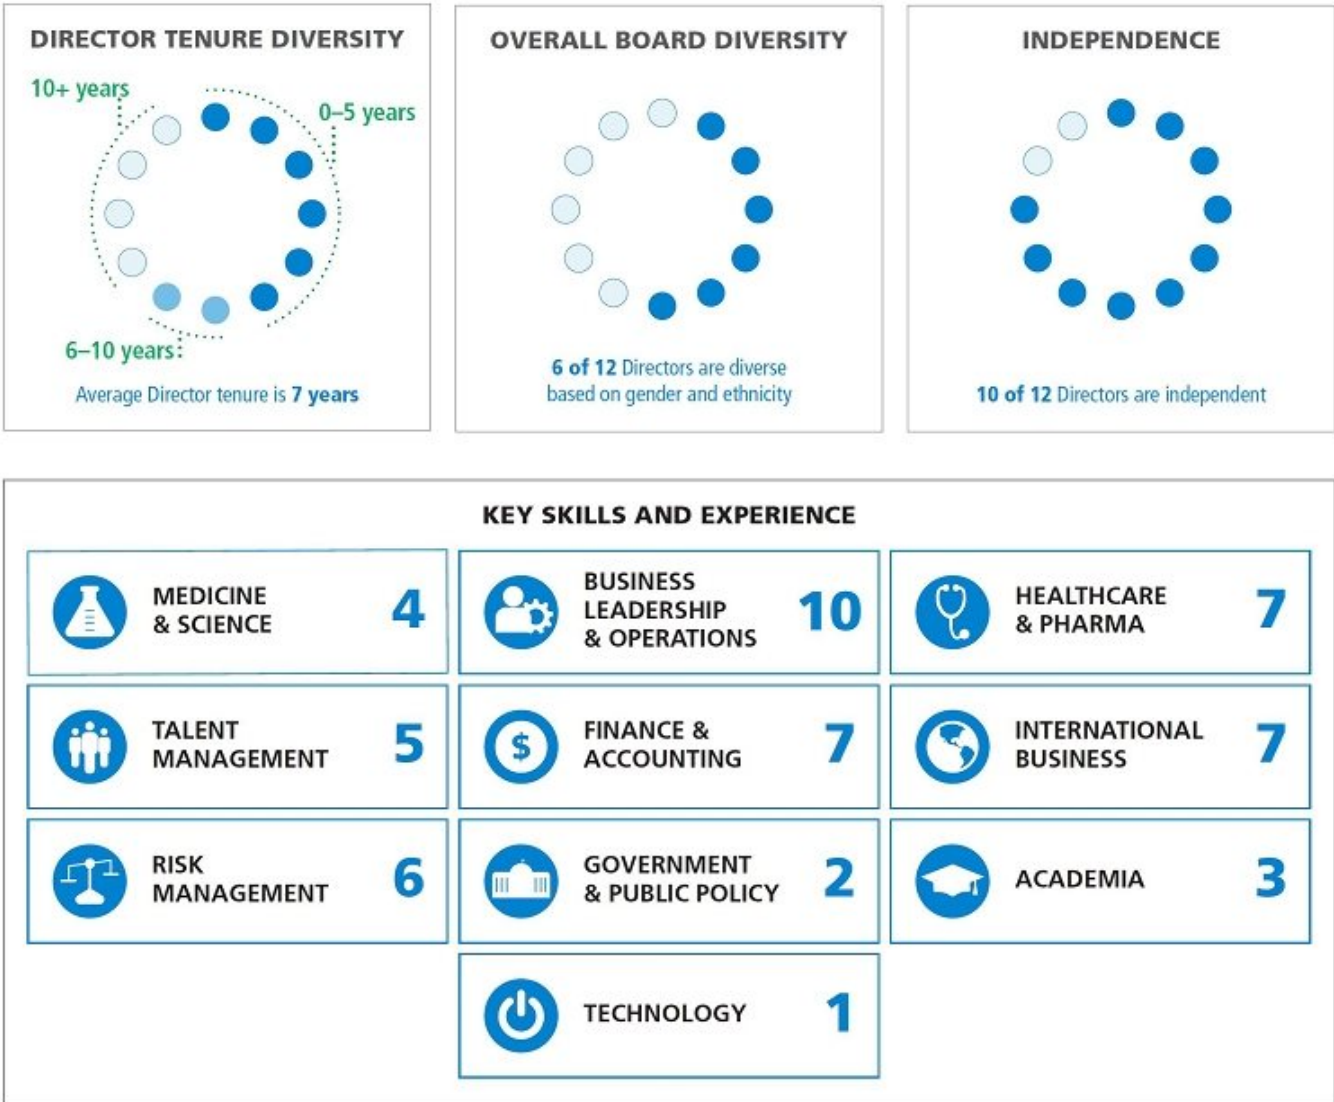 DIRECTOR TENURE DIVERSITY
10+ years
0–5 years
6–10 years
Average Director tenure is 7 years
OVERALL BOARD DIVERSITY
6 of 12 Directors are diverse
based on gender and ethnicity
INDEPENDENCE
10 of 12 Directors are independent
KEY SKILLS AND EXPERIENCE
MEDICINE
& SCIENCE
4
BUSINESS
LEADERSHIP
& OPERATIONS
10
HEALTHCARE
& PHARMA
7
TALENT
MANAGEMENT
5
$
FINANCE &
ACCOUNTING
7
INTERNATIONAL
BUSINESS
7
RISK
MANAGEMENT
6
GOVERNMENT
& PUBLIC POLICY
2
ACADEMIA
3
TECHNOLOGY
1